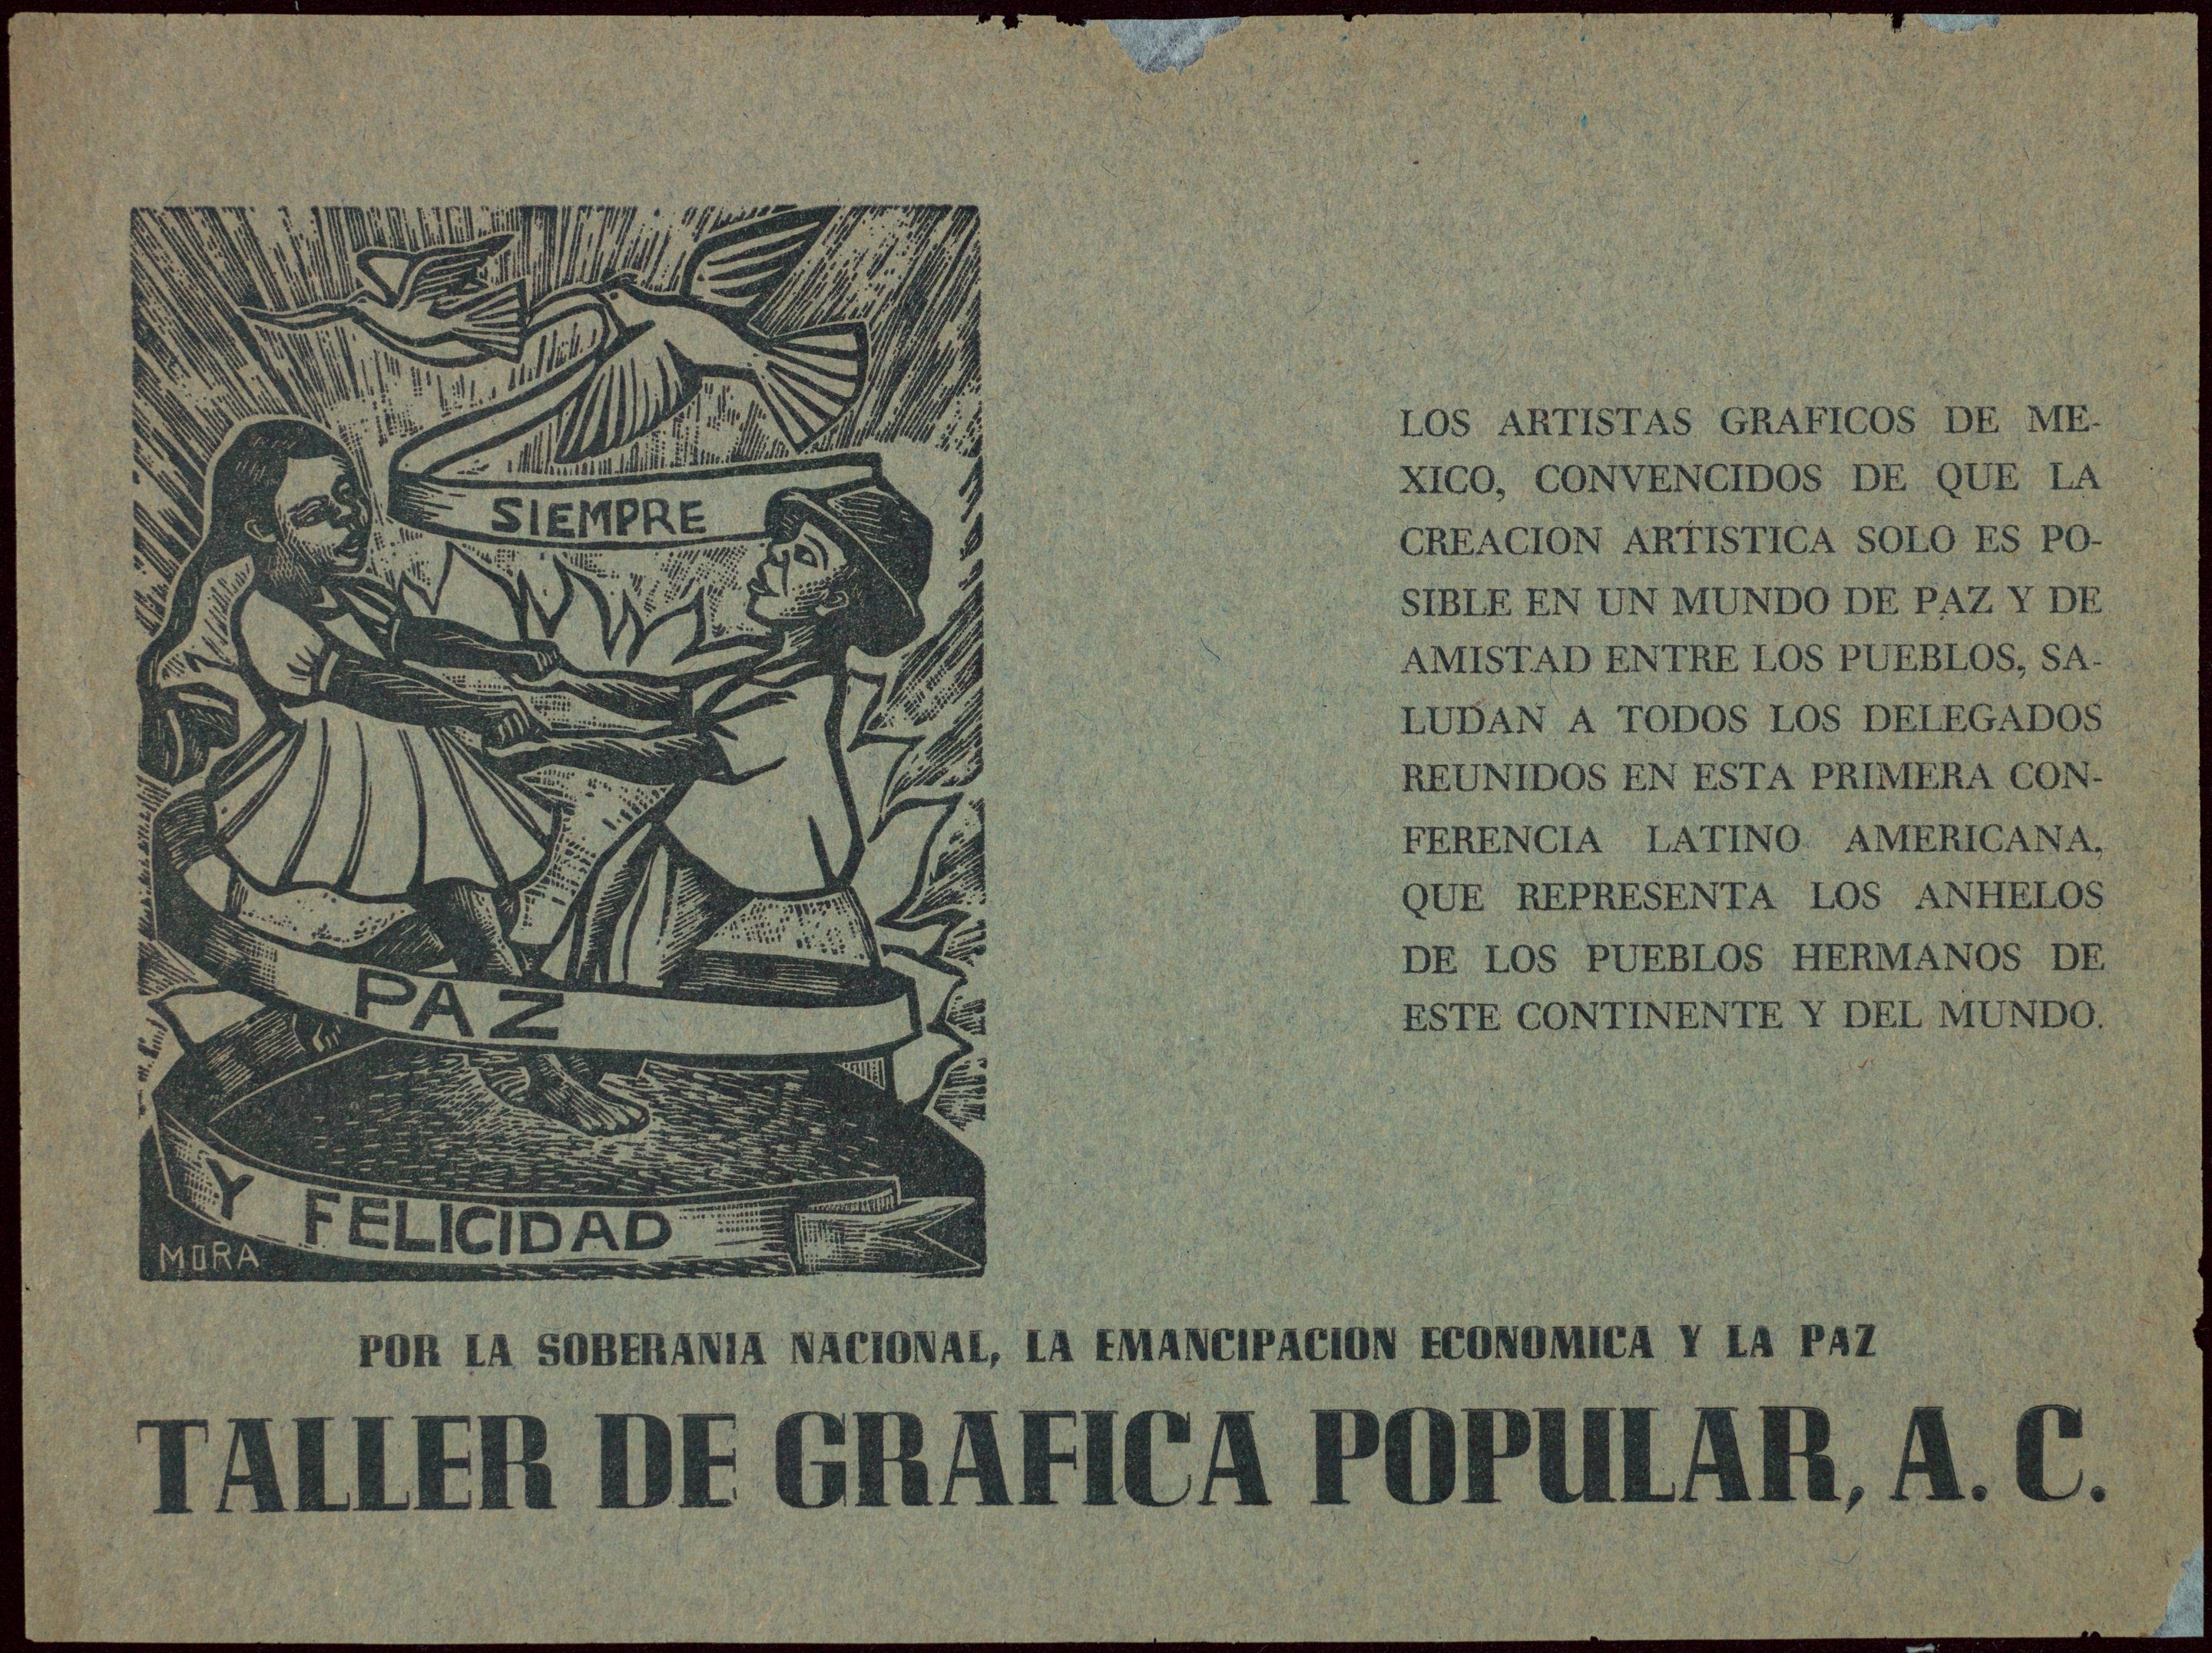 SIEMPRE
PAZ
Y FELICIDAD
MORA
LOS ARTISTAS GRAFICOS DE ME-
XICO, CONVENCIDOS DE QUE LA
CREACION ARTISTICA SOLO ES PO-
SIBLE EN UN MUNDO DE PAZ Y DE
AMISTAD ENTRE LOS PUEBLOS, SA-
LUDAN A TODOS LOS DELEGADOS
REUNIDOS EN ESTA PRIMERA CON-
FERENCIA LATINO AMERICANA,
QUE REPRESENTA LOS ANHELOS
DE LOS PUEBLOS HERMANOS DE
ESTE CONTINENTE Y DEL MUNDO.
POR LA SOBERANIA NACIONAL, LA EMANCIPACION ECONOMICA Y LA PAZ
TALLER DE GRAFICA POPULAR, A. C.